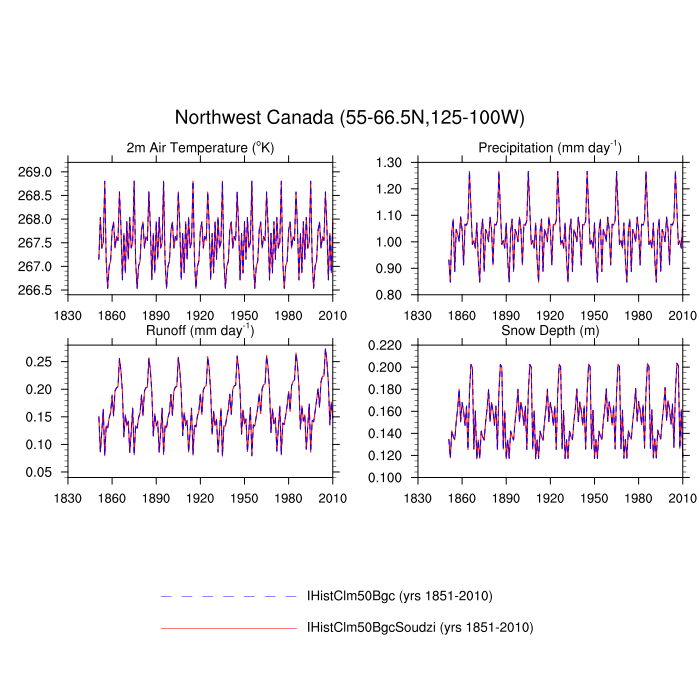 Northwest Canada (55-66.5N,125-100W)
2m Air Temperature (°K)
Precipitation (mm day⁻¹)
269.0
268.5
268.0
267.5
267.0
266.5
1830 1860 1890 1920 1950 1980 2010
1.30
1.20
1.10
1.00
0.90
0.80
1830 1860 1890 1920 1950 1980 2010
Runoff (mm day⁻¹)
Snow Depth (m)
0.25
0.20
0.15
0.10
0.05
1830 1860 1890 1920 1950 1980 2010
0.220
0.200
0.180
0.160
0.140
0.120
0.100
1830 1860 1890 1920 1950 1980 2010
IHistClm50Bgc (yrs 1851-2010)
IHistClm50BgcSoudzi (yrs 1851-2010)